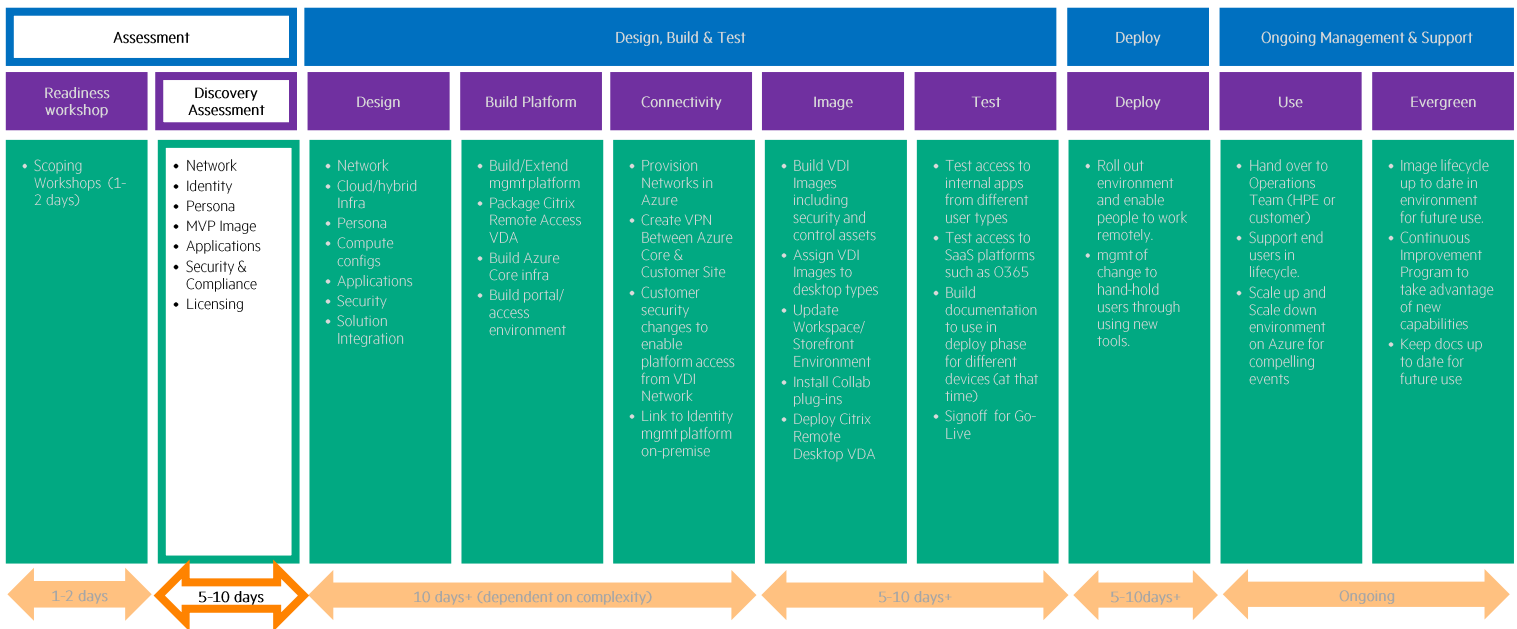 Assessment
Design, Build & Test
Deploy
Ongoing Management & Support
Readiness
workshop
Discovery
Assessment
Design
Build Platform
Connectivity
Image
Test
Deploy
Use
Evergreen
• Scoping
Workshops (1-
2 days)
• Network
• Identity
• Persona
• MVP Image
• Applications
• Security &
Compliance
• Licensing
• Network
• Cloud/hybrid
Infra
• Persona
• Compute
configs
• Applications
• Security
• Solution
Integration
• Build/Extend
mgmt platform
• Package Citrix
Remote Access
VDA
• Build Azure
Core infra
• Build portal/
access
environment
• Provision
Networks in
Azure
• Create VPN
Between Azure
Core &
Customer Site
• Customer
security
changes to
enable
platform access
from VDI
Network
• Link to Identity
mgmt platform
on-premise
• Build VDI
Images
including
security and
control assets
• Assign VDI
Images to
desktop types
• Update
Workspace/
Storefront
Environment
• Install Collab
plug-ins
• Deploy Citrix
Remote
Desktop VDA
• Test access to
internal apps
from different
user types
• Test access to
SaaS platforms
such as O365
• Build
documentation
to use in
deploy phase
for different
devices (at that
time)
• Signoff for Go-
Live
• Roll out
environment
and enable
people to work
remotely.
• mgmt of
change to
hand-hold
users through
using new
tools.
• Hand over to
Operations
Team (HPE or
customer)
• Support end
users in
lifecycle.
• Scale up and
Scale down
environment
on Azure for
compelling
events
• Image lifecycle
up to date in
environment
for future use.
• Continuous
Improvement
Program to
take advantage
of new
capabilities
• Keep docs up
to date for
future use
1-2 days
5-10 days
10 days+ (dependent on complexity)
5-10 days+
5-10days+
Ongoing